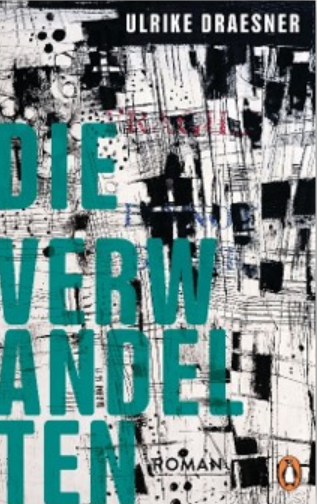 ULRIKE DRAESNER
DIE
VERW
ANDEL
TEN
ROMAN